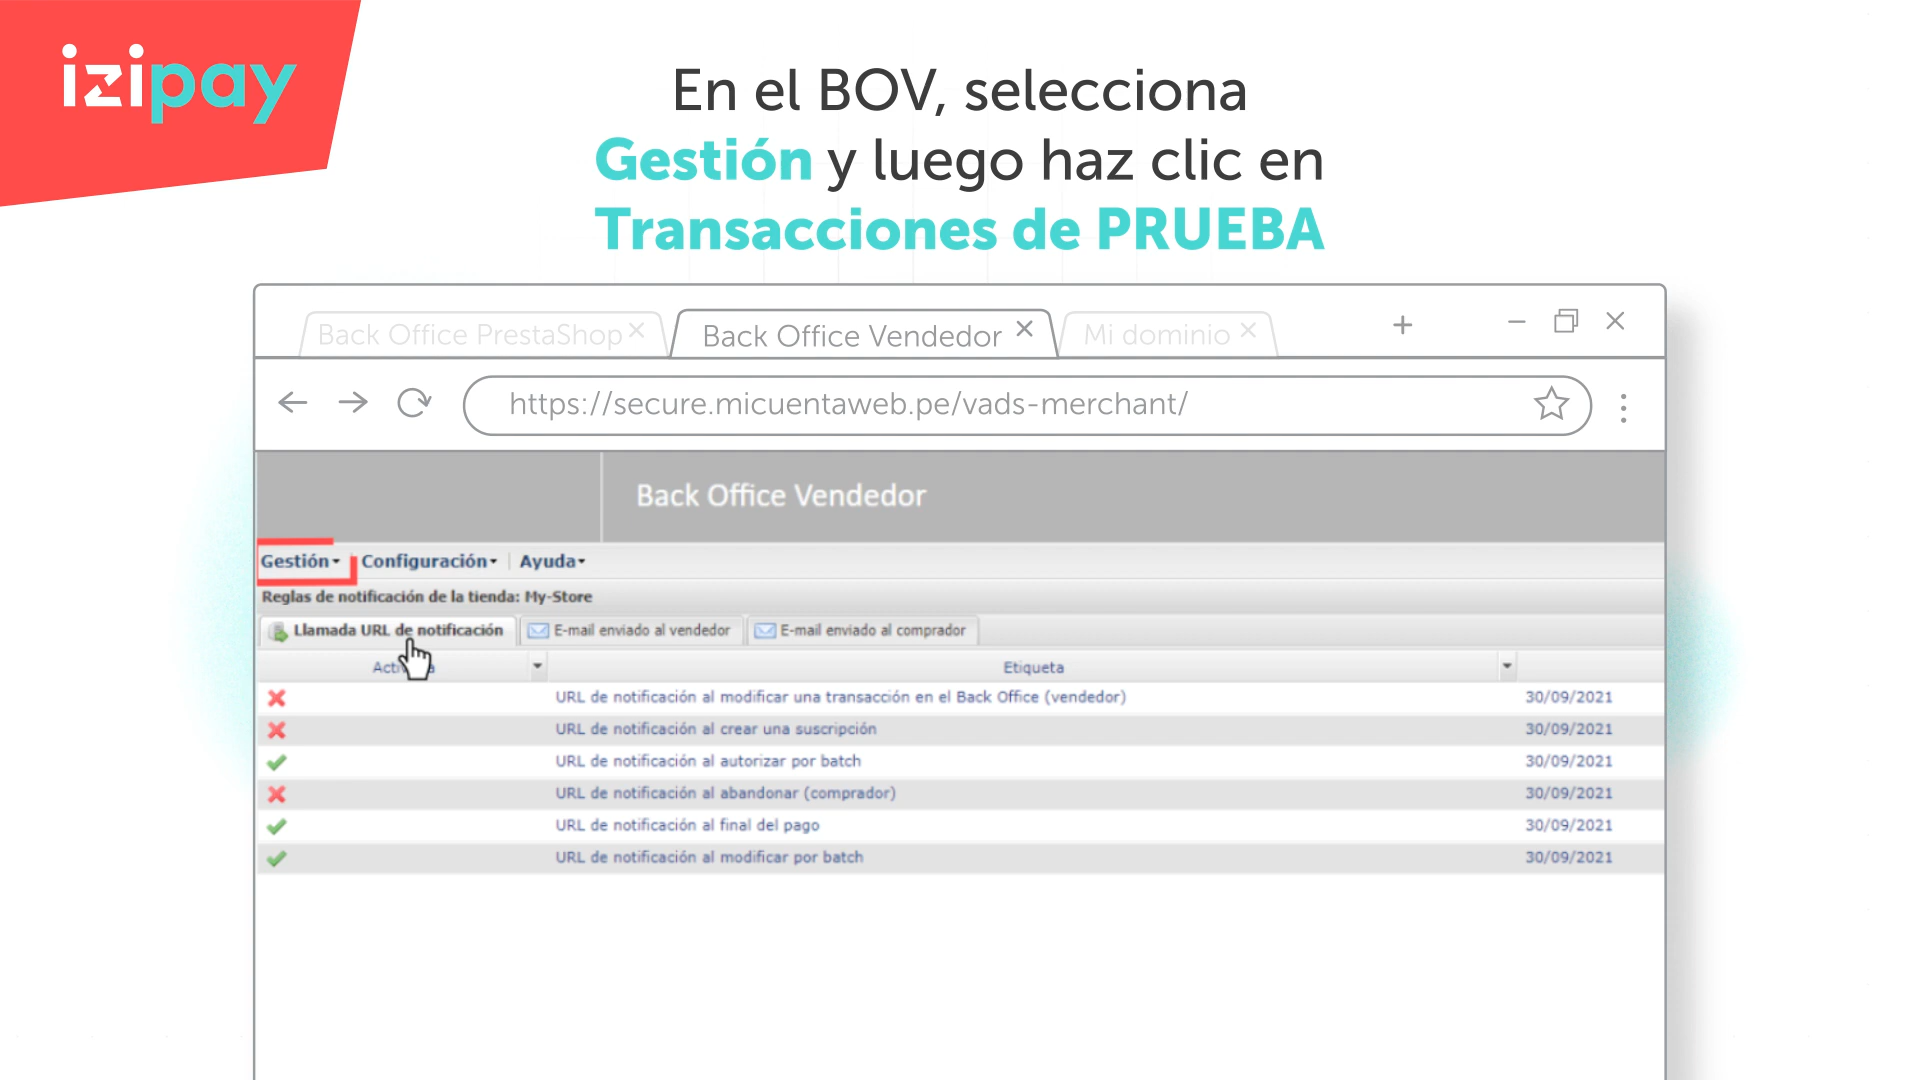 izipay
En el BOV, selecciona
Gestión y luego haz clic en
Transacciones de PRUEBA
Back Office PrestaShop
Back Office Vendedor
Mi dominio
https://secure.micuentaweb.pe/vads-merchant/
Back Office Vendedor
Gestión Configuración Ayuda
Reglas de notificación de la tienda: My-Store
Llamada URL de notificación E-mail enviado al vendedor E-mail enviado al comprador
Etiqueta
URL de notificación al modificar una transacción en el Back Office (vendedor) 30/09/2021
URL de notificación al crear una suscripción 30/09/2021
URL de notificación al autorizar por batch 30/09/2021
URL de notificación al abandonar (comprador) 30/09/2021
URL de notificación al final del pago 30/09/2021
URL de notificación al modificar por batch 30/09/2021